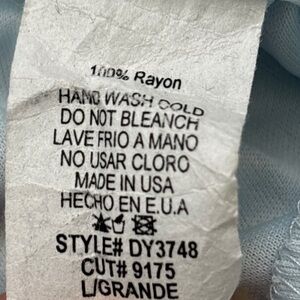 100% Rayon
HAND WASH COLD
DO NOT BLEANCH
LAVE FRIO A MANO
NO USAR CLORO
MADE IN USA
HECHO EN E.U.A
STYLE# DY3748
CUT# 9175
L/GRANDE